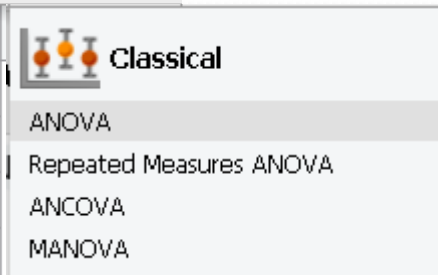 Classical
ANOVA
Repeated Measures ANOVA
ANCOVA
MANOVA